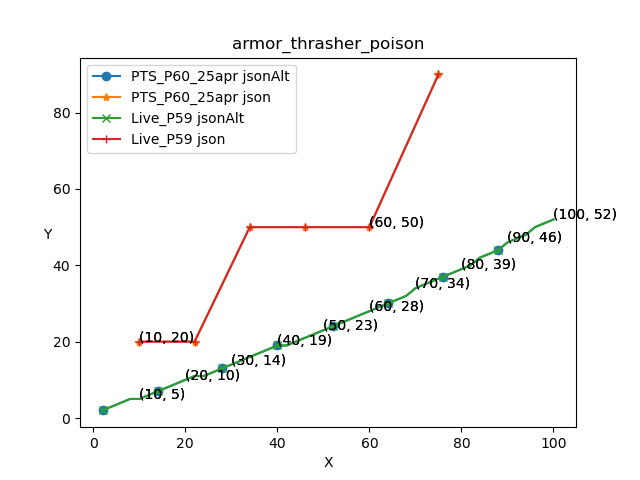 armor_thrasher_poison
PTS_P60_25apr jsonAlt
PTS_P60_25apr json
Live_P59 jsonAlt
Live_P59 json
80
60
40
20
0
Y
(100, 52)
(60, 50)
(90, 46)
(80, 39)
(70, 34)
(60, 28)
(50, 23)
(40, 19)
(10, 20)
(30, 14)
(20, 10)
(10, 5)
0 20 40 60 80 100
X